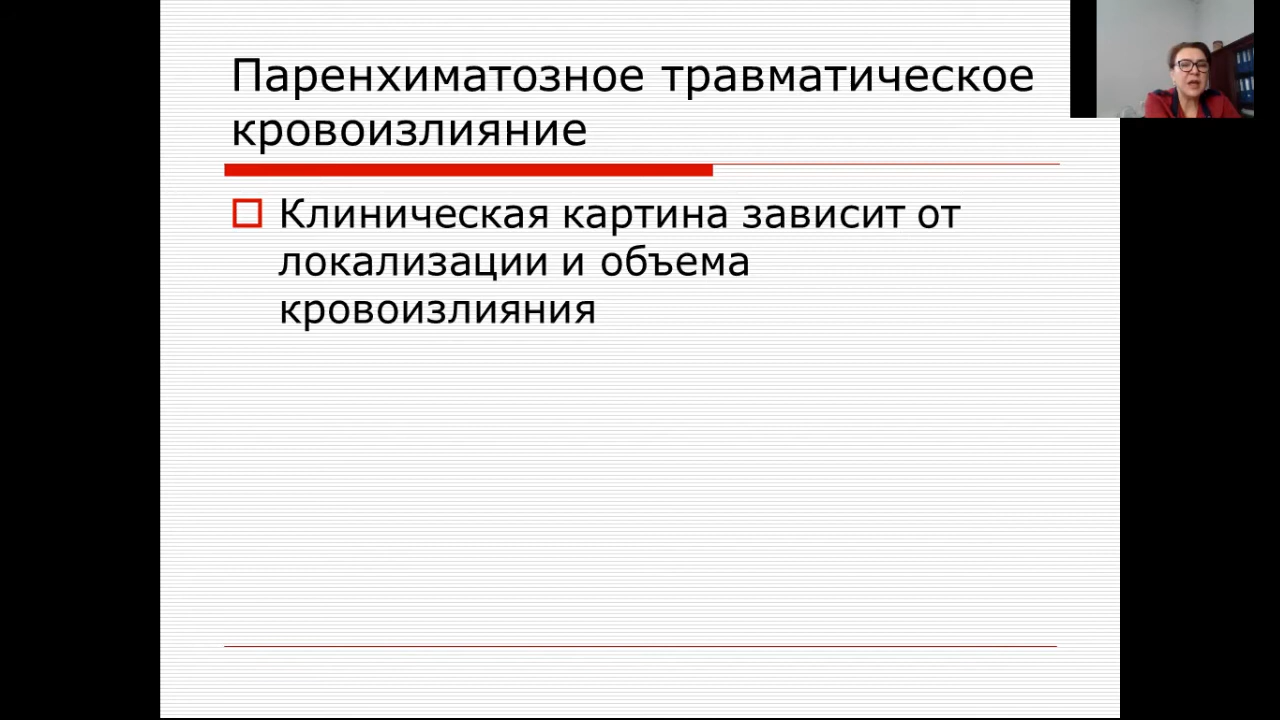 Паренхиматозное травматическое
кровоизлияние
Клиническая картина зависит от
локализации и объема
кровоизлияния